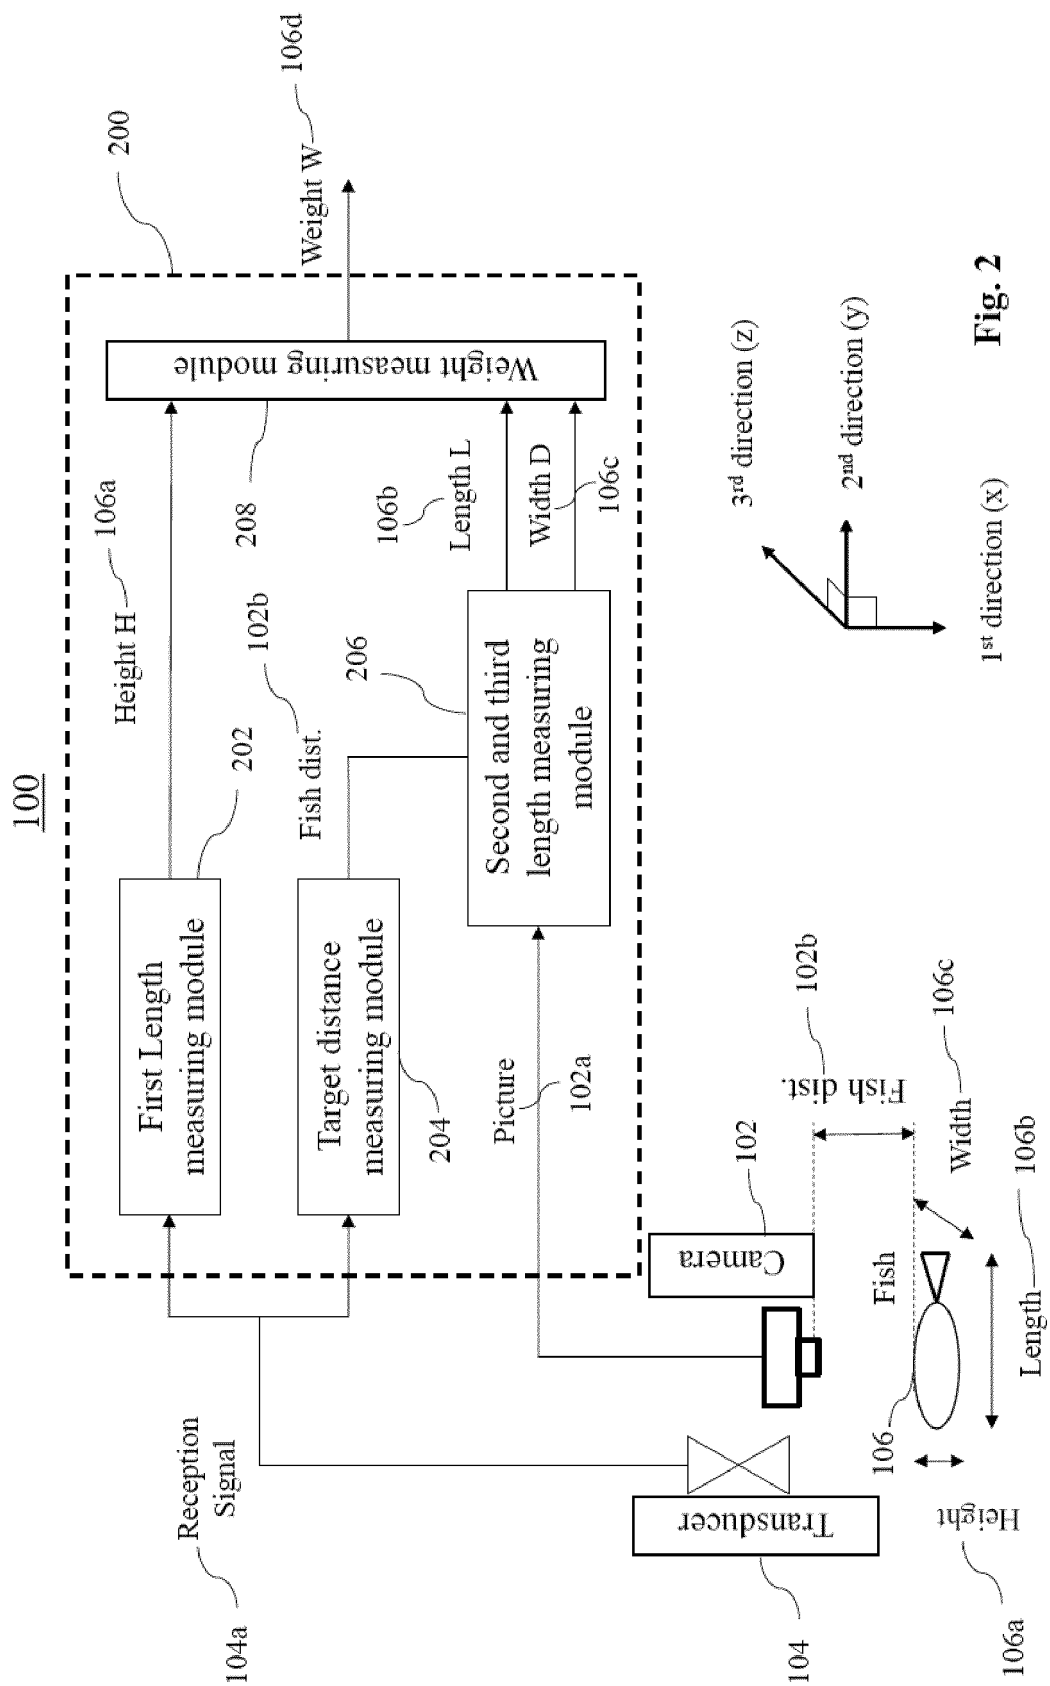 100
200
106a
Height H
106d
Weight W
First Length
measuring module
202
208
Weight measuring module
102b
Fish dist.
Target distance
measuring module
204
206
106b
Length L
Width D
106c
Second and third
length measuring
module
Picture
102a
Reception
Signal
104a
Transducer
104
Camera
102
Fish dist.
102b
Fish
106
Width
106c
Length
106b
Height
106a
3rd direction (z)
2nd direction (y)
1st direction (x)
Fig. 2